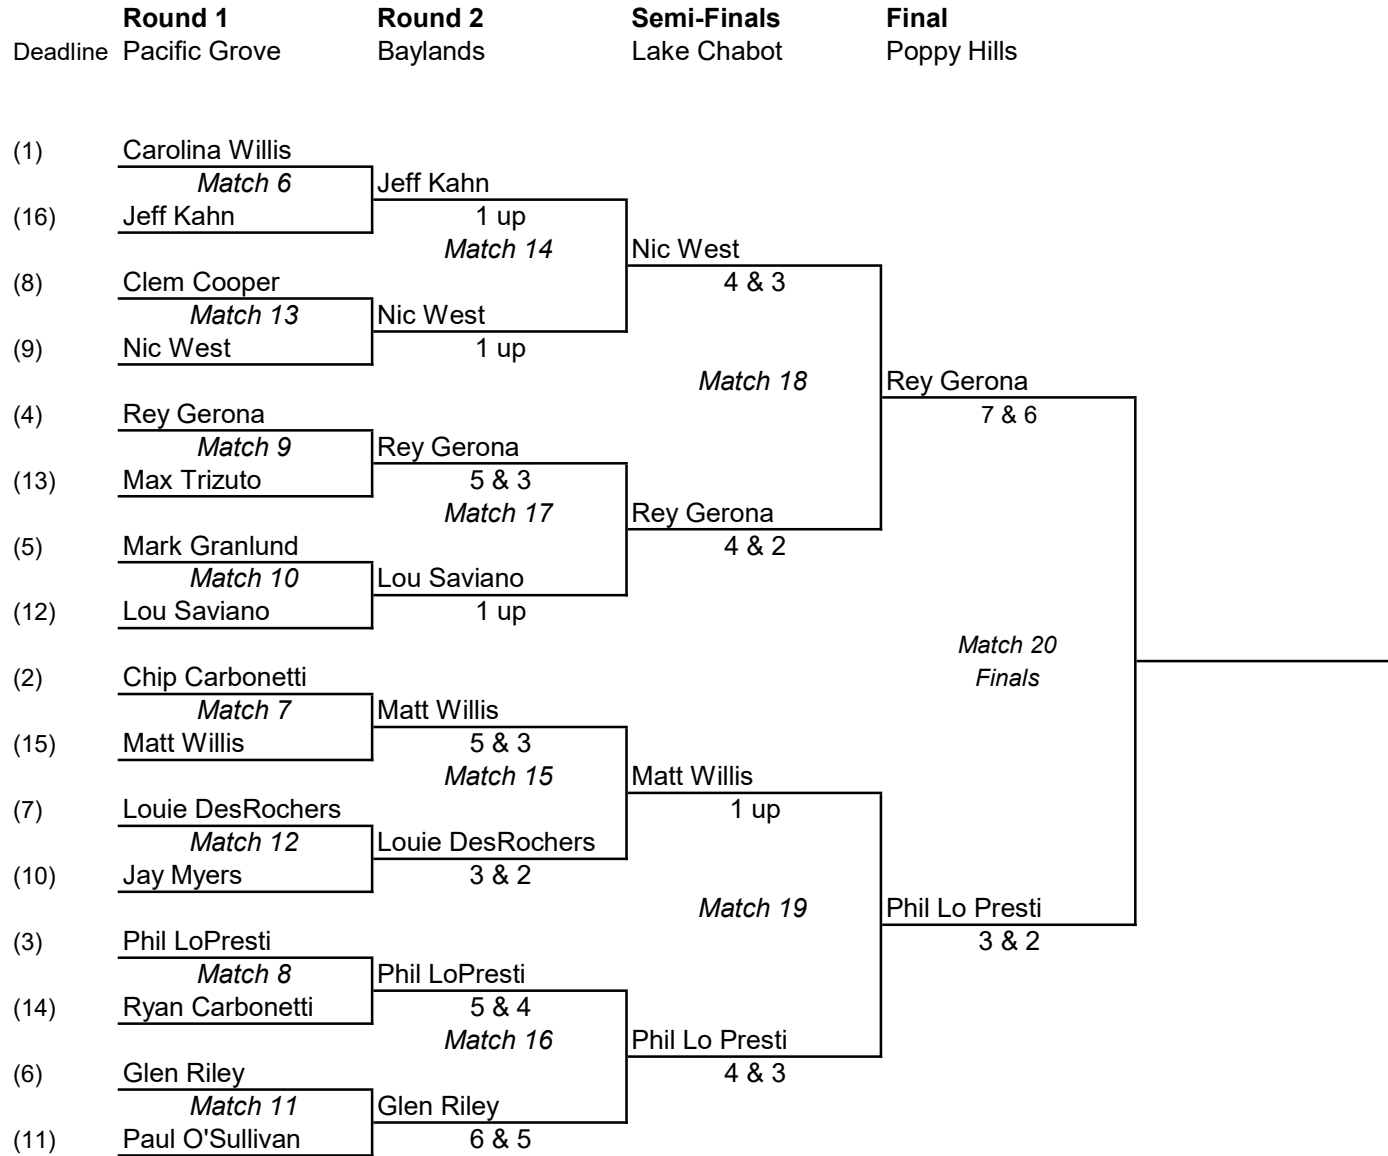 Round 1 Round 2 Semi-Finals Final
Deadline Pacific Grove Baylands Lake Chabot Poppy Hills
(1) Carolina Willis
Match 6 Jeff Kahn
(16) Jeff Kahn 1 up
Match 14 Nic West
(8) Clem Cooper 4 & 3
Match 13 Nic West
(9) Nic West 1 up
Match 18 Rey Gerona
(4) Rey Gerona 7 & 6
Match 9 Rey Gerona
(13) Max Trizuto 5 & 3
Match 17 Rey Gerona
(5) Mark Granlund 4 & 2
Match 10 Lou Saviano
(12) Lou Saviano 1 up
Match 20
(2) Chip Carbonetti Finals
Match 7 Matt Willis
(15) Matt Willis 5 & 3
Match 15 Matt Willis
(7) Louie DesRochers 1 up
Match 12 Louie DesRochers
(10) Jay Myers 3 & 2
Match 19 Phil Lo Presti
(3) Phil LoPresti 3 & 2
Match 8 Phil LoPresti
(14) Ryan Carbonetti 5 & 4
Match 16 Phil Lo Presti
(6) Glen Riley 4 & 3
Match 11 Glen Riley
(11) Paul O'Sullivan 6 & 5